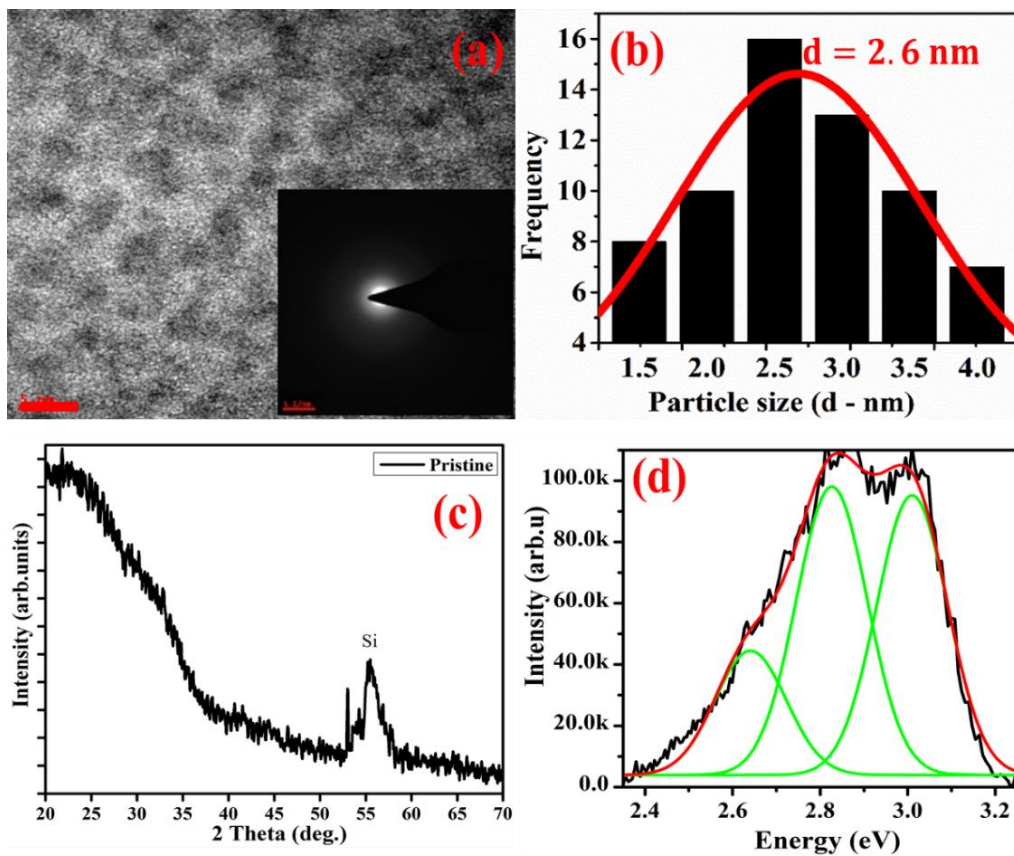 (a)
(b)
d = 2.6 nm
16
14
12
10
8
6
4
Frequency
1.5 2.0 2.5 3.0 3.5 4.0
Particle size (d - nm)
Pristine
(c)
Si
Intensity (arb.units)
20 25 30 35 40 45 50 55 60 65 70
2 Theta (deg.)
(d)
100.0k
80.0k
60.0k
40.0k
20.0k
0.0
Intensity (arb.u)
2.4 2.6 2.8 3.0 3.2
Energy (eV)